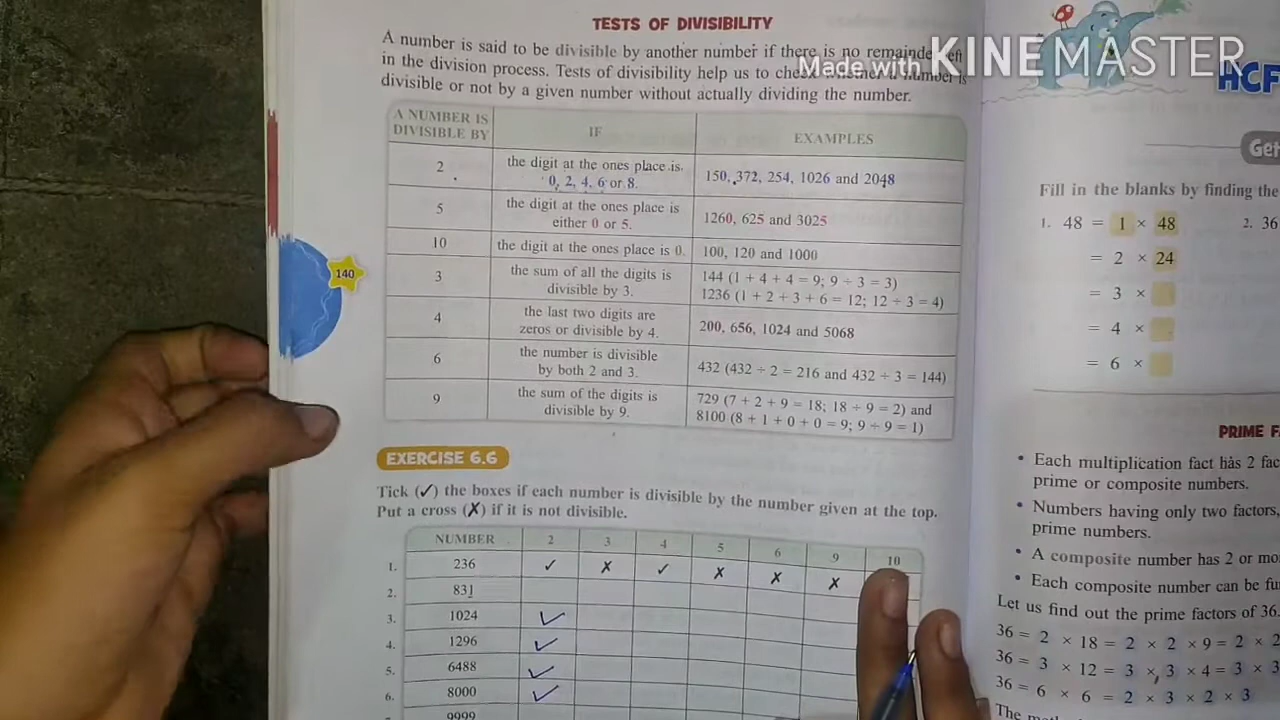 TESTS OF DIVISIBILITY
A number is said to be divisible by another number if there is no
in the division process. Tests of divisibility help us to
divisible or not by a given number without actually dividing the number.
Made with KINEMASTER
A NUMBER IS DIVISIBLE BY IF EXAMPLES
2 the digit at the ones place is 0, 2, 4, 6 or 8. 150, 372, 254, 1026 and 2048
5 the digit at the ones place is either 0 or 5. 1260, 625 and 3025
10 the digit at the ones place is 0. 100, 120 and 1000
3 the sum of all the digits is divisible by 3. 144 (1 + 4 + 4 = 9; 9 ÷ 3 = 3)
1236 (1 + 2 + 3 + 6 = 12; 12 ÷ 3 = 4)
4 the last two digits are zeros or divisible by 4. 200, 656, 1024 and 5068
6 the number is divisible by both 2 and 3. 432 (432 ÷ 2 = 216 and 432 ÷ 3 = 144)
9 the sum of the digits is divisible by 9. 729 (7 + 2 + 9 = 18; 18 ÷ 9 = 2) and
8100 (8 + 1 + 0 + 0 = 9; 9 ÷ 9 = 1)
140
EXERCISE 6.6
Tick (✓) the boxes if each number is divisible by the number given at the top.
Put a cross (✗) if it is not divisible.
NUMBER 2 3 4 5 6 9 10
1. 236 ✓ ✗ ✓ ✗ ✗ ✗
2. 831
3. 1024 ✓
4. 1296 ✓
5. 6488 ✓
6. 8000 ✓
9999
HCF
Get
Fill in the blanks by finding the
1. 48 = 1 × 48 2. 36
= 2 × 24
= 3 ×
= 4 ×
= 6 ×
PRIME
• Each multiplication fact has 2
prime or composite numbers.
• Numbers having only two factors,
prime numbers.
• A composite number has 2 or
• Each composite number can be
Let us find out the prime factors of 36.
36 = 2 × 18 = 2 × 2 × 9 = 2 × 2
36 = 3 × 12 = 3 × 3 × 4 = 3 × 3
36 = 6 × 6 = 2 × 3 × 2 × 3
The